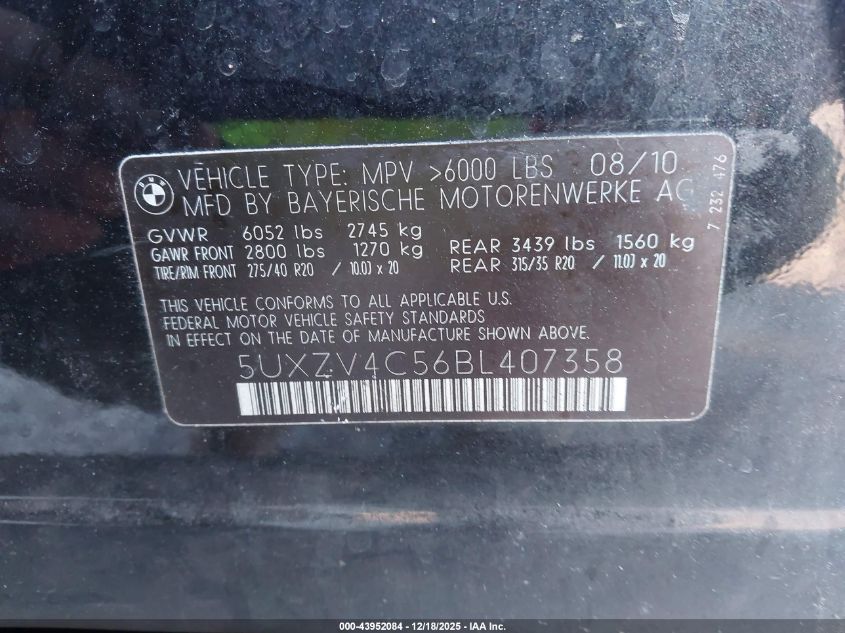 BMW
VEHICLE TYPE: MPV >6000 LBS 08/10
MFD BY BAYERISCHE MOTORENWERKE AG
7 232 476
GVWR 6052 lbs 2745 kg
GAWR FRONT 2800 lbs 1270 kg REAR 3439 lbs 1560 kg
TIRE/RIM FRONT 275/40 R20 / 10.0J x 20 REAR 315/35 R20 / 11.0J x 20
THIS VEHICLE CONFORMS TO ALL APPLICABLE U.S.
FEDERAL MOTOR VEHICLE SAFETY STANDARDS
IN EFFECT ON THE DATE OF MANUFACTURE SHOWN ABOVE.
5UXZV4C56BL407358
000-43952084 - 12/18/2025 - IAA Inc.